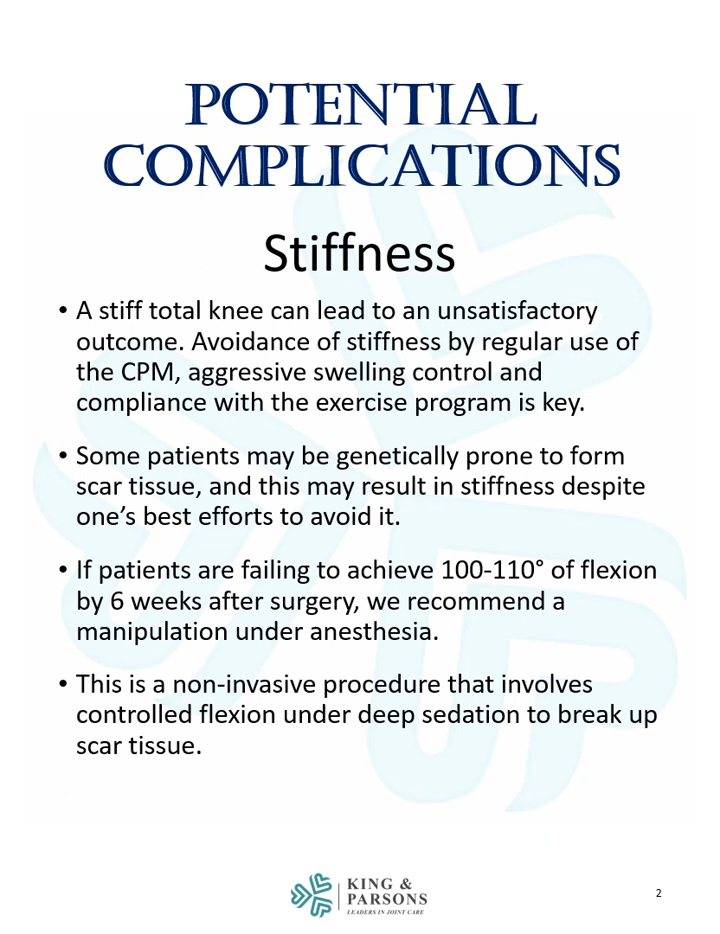 POTENTIAL
COMPLICATIONS
Stiffness
• A stiff total knee can lead to an unsatisfactory
outcome. Avoidance of stiffness by regular use of
the CPM, aggressive swelling control and
compliance with the exercise program is key.
• Some patients may be genetically prone to form
scar tissue, and this may result in stiffness despite
one’s best efforts to avoid it.
• If patients are failing to achieve 100-110° of flexion
by 6 weeks after surgery, we recommend a
manipulation under anesthesia.
• This is a non-invasive procedure that involves
controlled flexion under deep sedation to break up
scar tissue.
KING &
PARSONS
LEADERS IN JOINT CARE
2